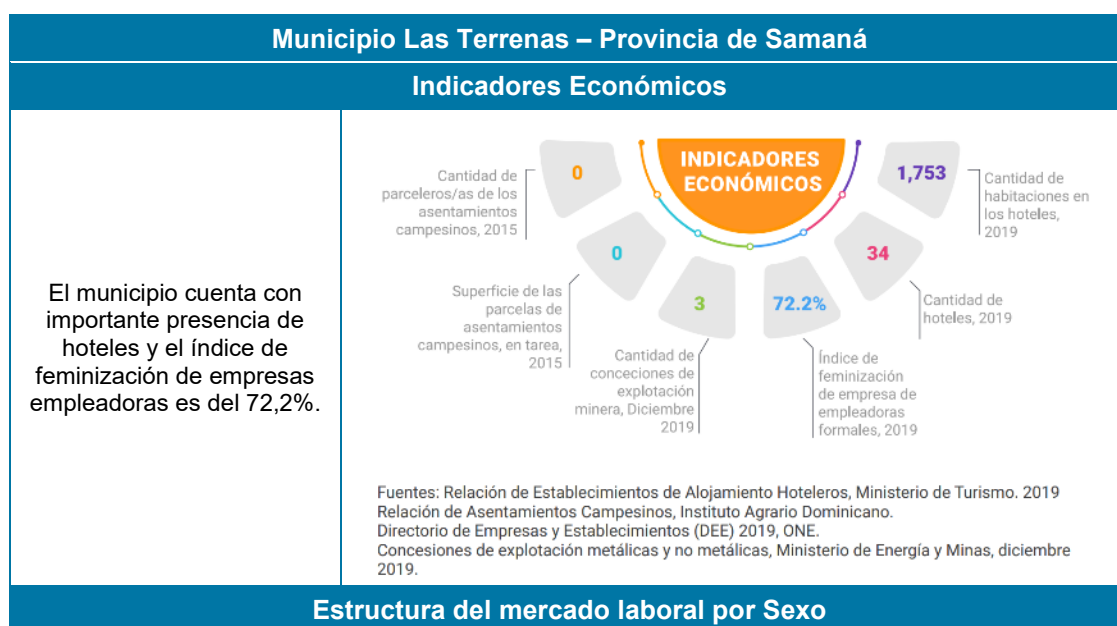 Municipio Las Terrenas – Provincia de Samaná
Indicadores Económicos
El municipio cuenta con
importante presencia de
hoteles y el índice de
feminización de empresas
empleadoras es del 72,2%.
INDICADORES
ECONÓMICOS
0
Cantidad de
parceleros/as de los
asentamientos
campesinos, 2015
0
Superficie de las
parcelas de
asentamientos
campesinos, en tarea,
2015
3
Cantidad de
conceciones de
explotación
minera, Diciembre
2019
72.2%
Índice de
feminización
de empresa de
empleadoras
formales, 2019
34
Cantidad de
hoteles, 2019
1,753
Cantidad de
habitaciones en
los hoteles,
2019
Fuentes: Relación de Establecimientos de Alojamiento Hoteleros, Ministerio de Turismo. 2019
Relación de Asentamientos Campesinos, Instituto Agrario Dominicano.
Directorio de Empresas y Establecimientos (DEE) 2019, ONE.
Concesiones de explotación metálicas y no metálicas, Ministerio de Energía y Minas, diciembre
2019.
Estructura del mercado laboral por Sexo